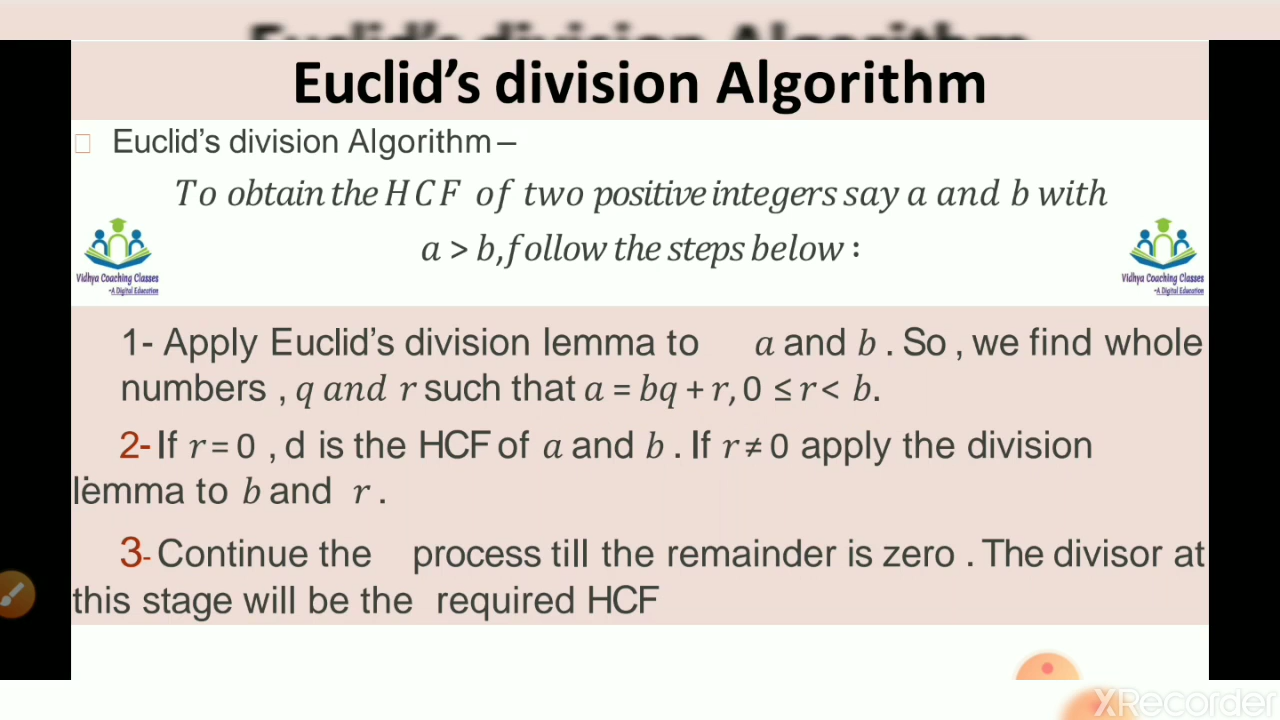 Euclid's division Algorithm
Euclid's division Algorithm –
To obtain the HCF of two positive integers say a and b with
a > b, follow the steps below :
Vidhya Coaching Classes
-A Digital Education
Vidhya Coaching Classes
-A Digital Education
1- Apply Euclid's division lemma to a and b . So , we find whole
numbers , q and r such that a = bq + r, 0 ≤ r < b.
2- If r = 0 , d is the HCF of a and b . If r ≠ 0 apply the division
lemma to b and r .
3- Continue the process till the remainder is zero . The divisor at
this stage will be the required HCF
XRecorder